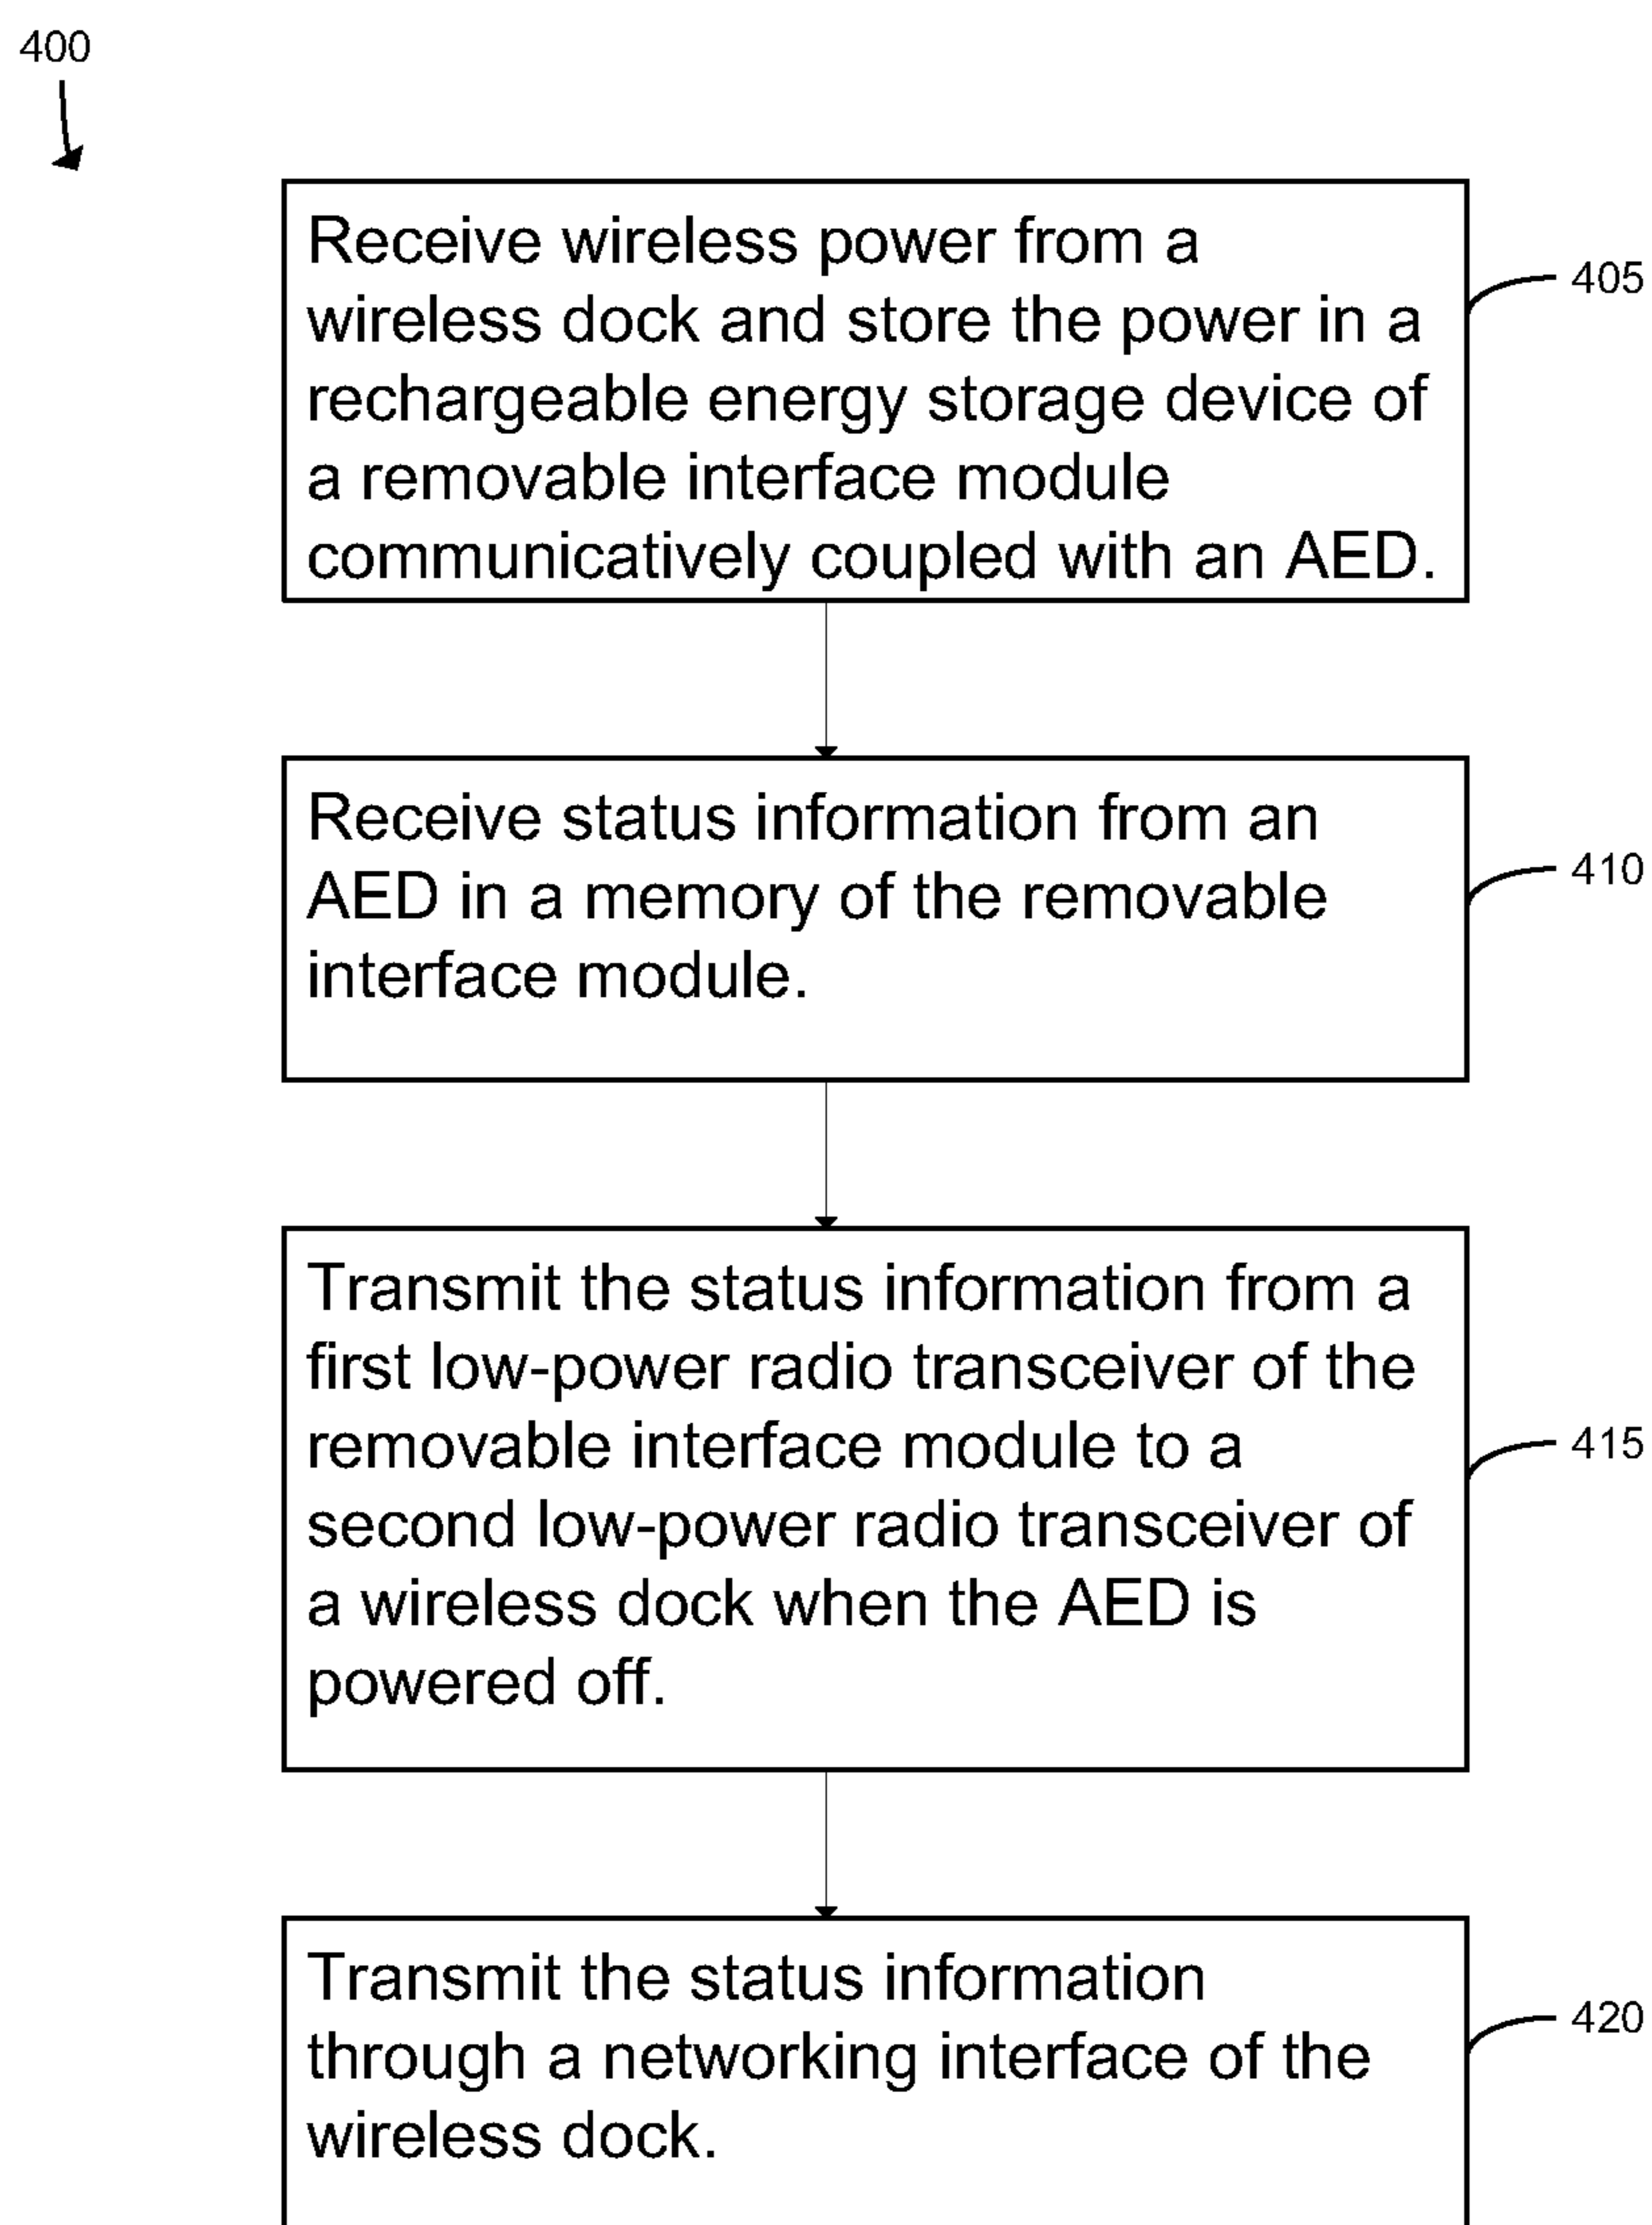 400
Receive wireless power from a
wireless dock and store the power in a
rechargeable energy storage device of
a removable interface module
communicatively coupled with an AED.
405
Receive status information from an
AED in a memory of the removable
interface module.
410
Transmit the status information from a
first low-power radio transceiver of the
removable interface module to a
second low-power radio transceiver of
a wireless dock when the AED is
powered off.
415
Transmit the status information
through a networking interface of the
wireless dock.
420